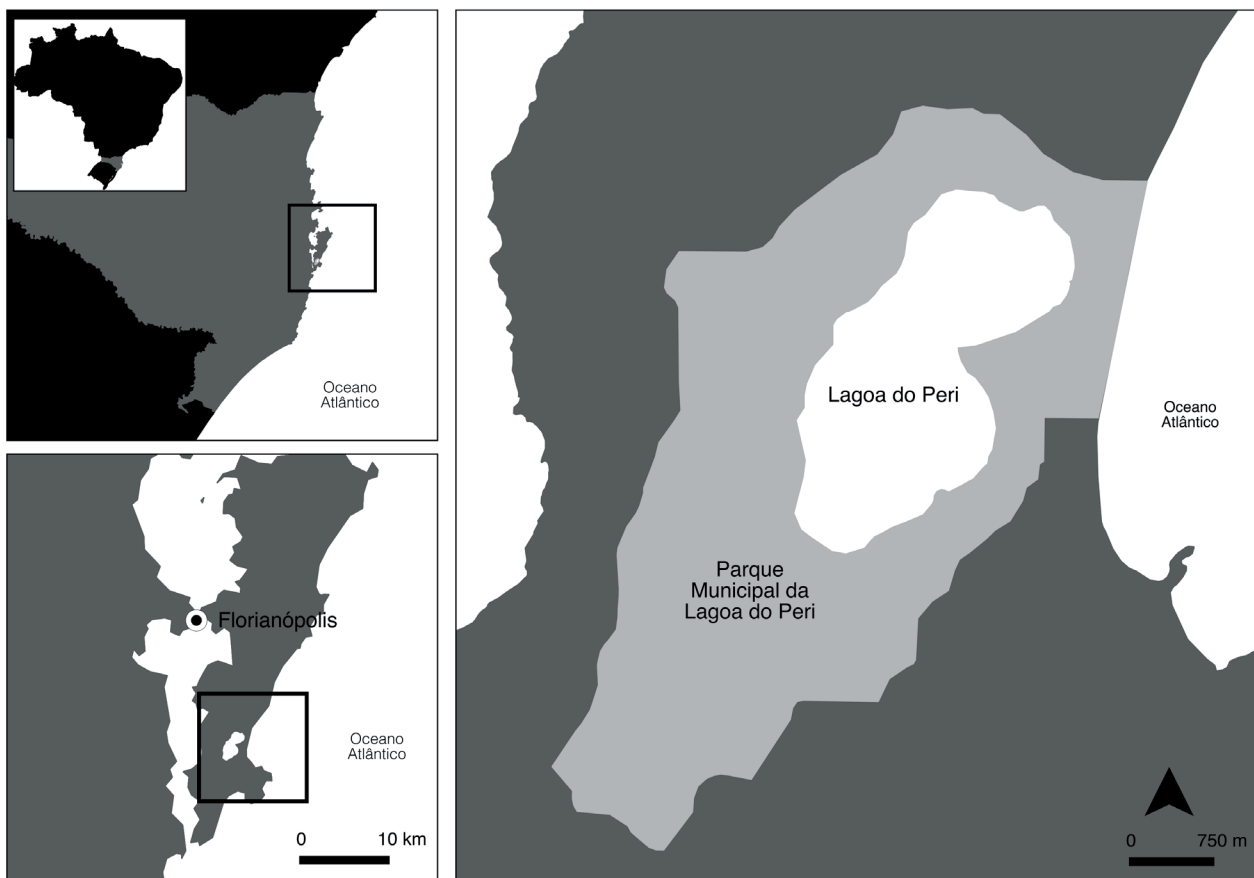 Oceano
Atlântico
Florianópolis
Oceano
Atlântico
0 10 km
Lagoa do Peri
Oceano
Atlântico
Parque
Municipal da
Lagoa do Peri
0 750 m